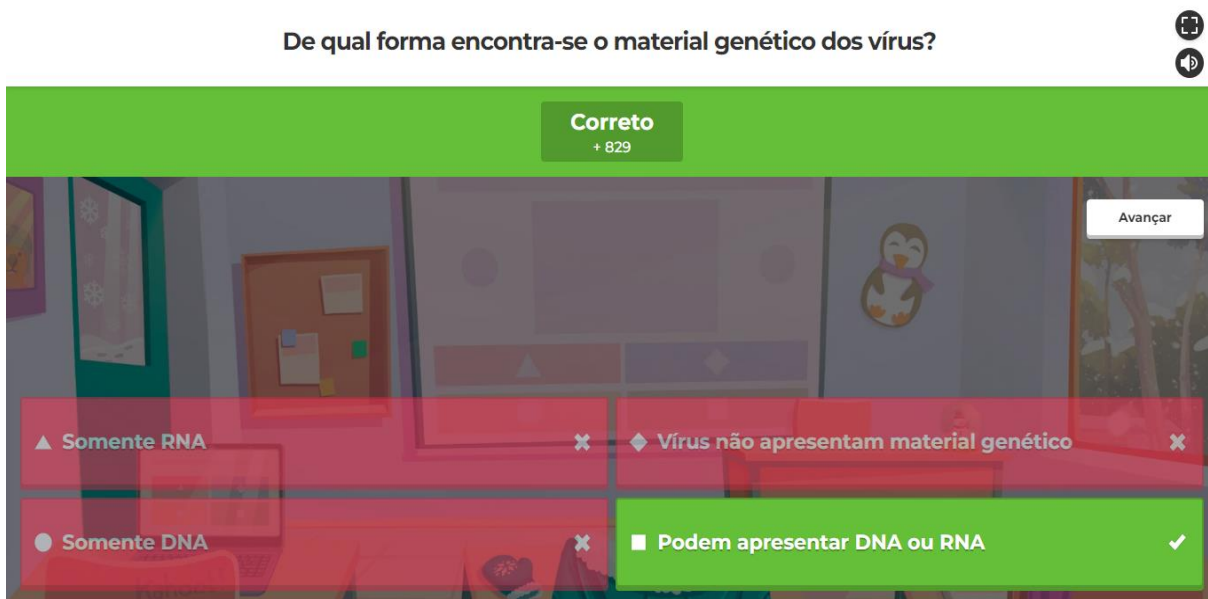 De qual forma encontra-se o material genético dos vírus?
Correto
+ 829
Avançar
Somente RNA
Vírus não apresentam material genético
Somente DNA
Podem apresentar DNA ou RNA